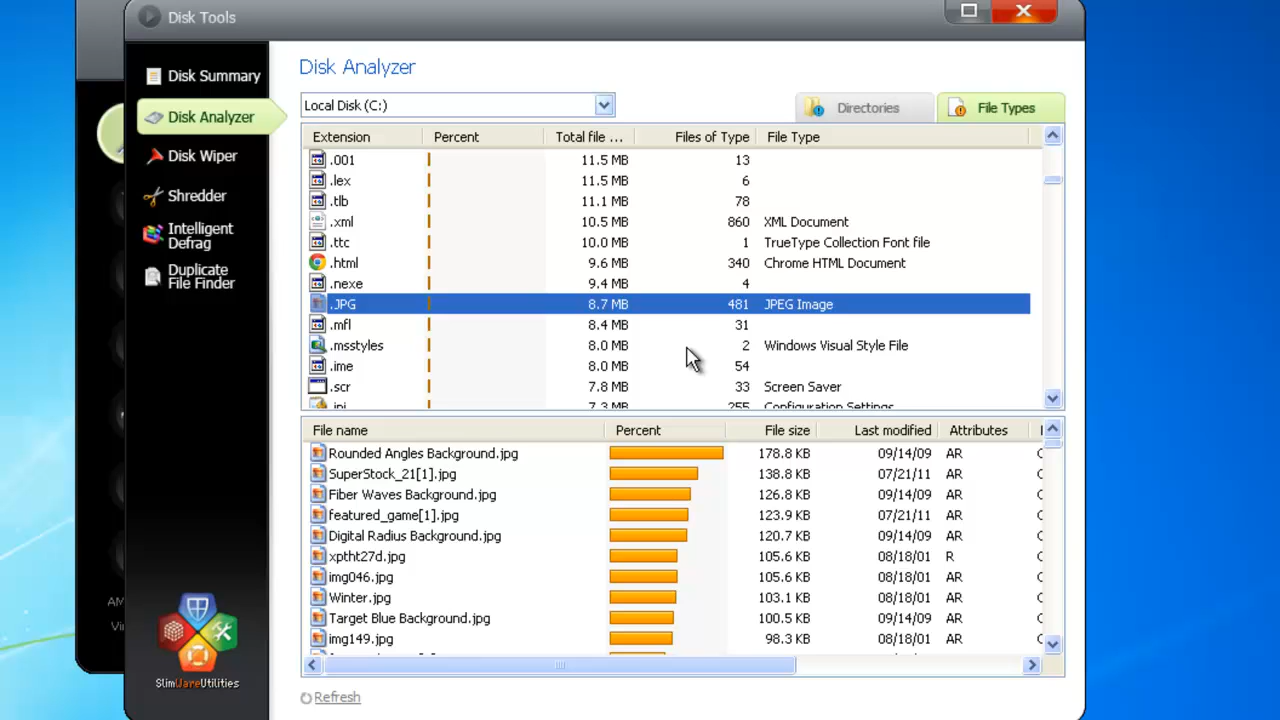 Disk Tools
Disk Summary
Disk Analyzer
Disk Wiper
Shredder
Intelligent
Defrag
Duplicate
File Finder
AM
Vi
SlimWareUtilities
Disk Analyzer
Local Disk (C:)
Directories
File Types
Extension Percent Total file ... Files of Type File Type
.001 11.5 MB 13
.lex 11.5 MB 6
.tlb 11.1 MB 78
.xml 10.5 MB 860 XML Document
.ttc 10.0 MB 1 TrueType Collection Font file
.html 9.6 MB 340 Chrome HTML Document
.nexe 9.4 MB 4
.JPG 8.7 MB 481 JPEG Image
.mfl 8.4 MB 31
.msstyles 8.0 MB 2 Windows Visual Style File
.ime 8.0 MB 54
.scr 7.8 MB 33 Screen Saver
.ini 7.3 MB 255 Configuration Settings
File name Percent File size Last modified Attributes
Rounded Angles Background.jpg 178.8 KB 09/14/09 AR
SuperStock_21[1].jpg 138.8 KB 07/21/11 AR
Fiber Waves Background.jpg 126.8 KB 09/14/09 AR
featured_game[1].jpg 123.9 KB 07/21/11 AR
Digital Radius Background.jpg 120.7 KB 09/14/09 AR
xptht27d.jpg 105.6 KB 08/18/01 R
img046.jpg 105.6 KB 08/18/01 AR
Winter.jpg 103.1 KB 08/18/01 AR
Target Blue Background.jpg 100.5 KB 09/14/09 AR
img149.jpg 98.3 KB 08/18/01 AR
Refresh